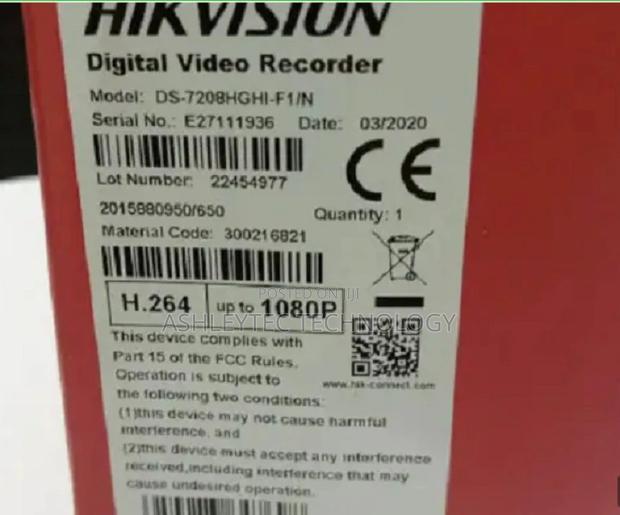 HIKVISION
Digital Video Recorder
Model: DS-7208HGHI-F1/N
Serial No.: E27111936 Date: 03/2020
Lot Number: 22454977
2015880950/650 Quantity: 1
Material Code: 300216821
H.264 up to 1080P
POSTED ON JIJI
ASHLEYTEC TECHNOLOGY
This device complies with
Part 15 of the FCC Rules.
Operation is subject to
www.hik-connect.com
the following two conditions:
(1)this device may not cause harmful
interference, and
(2)this device must accept any interference
received,including interference that may
cause undesired operation.